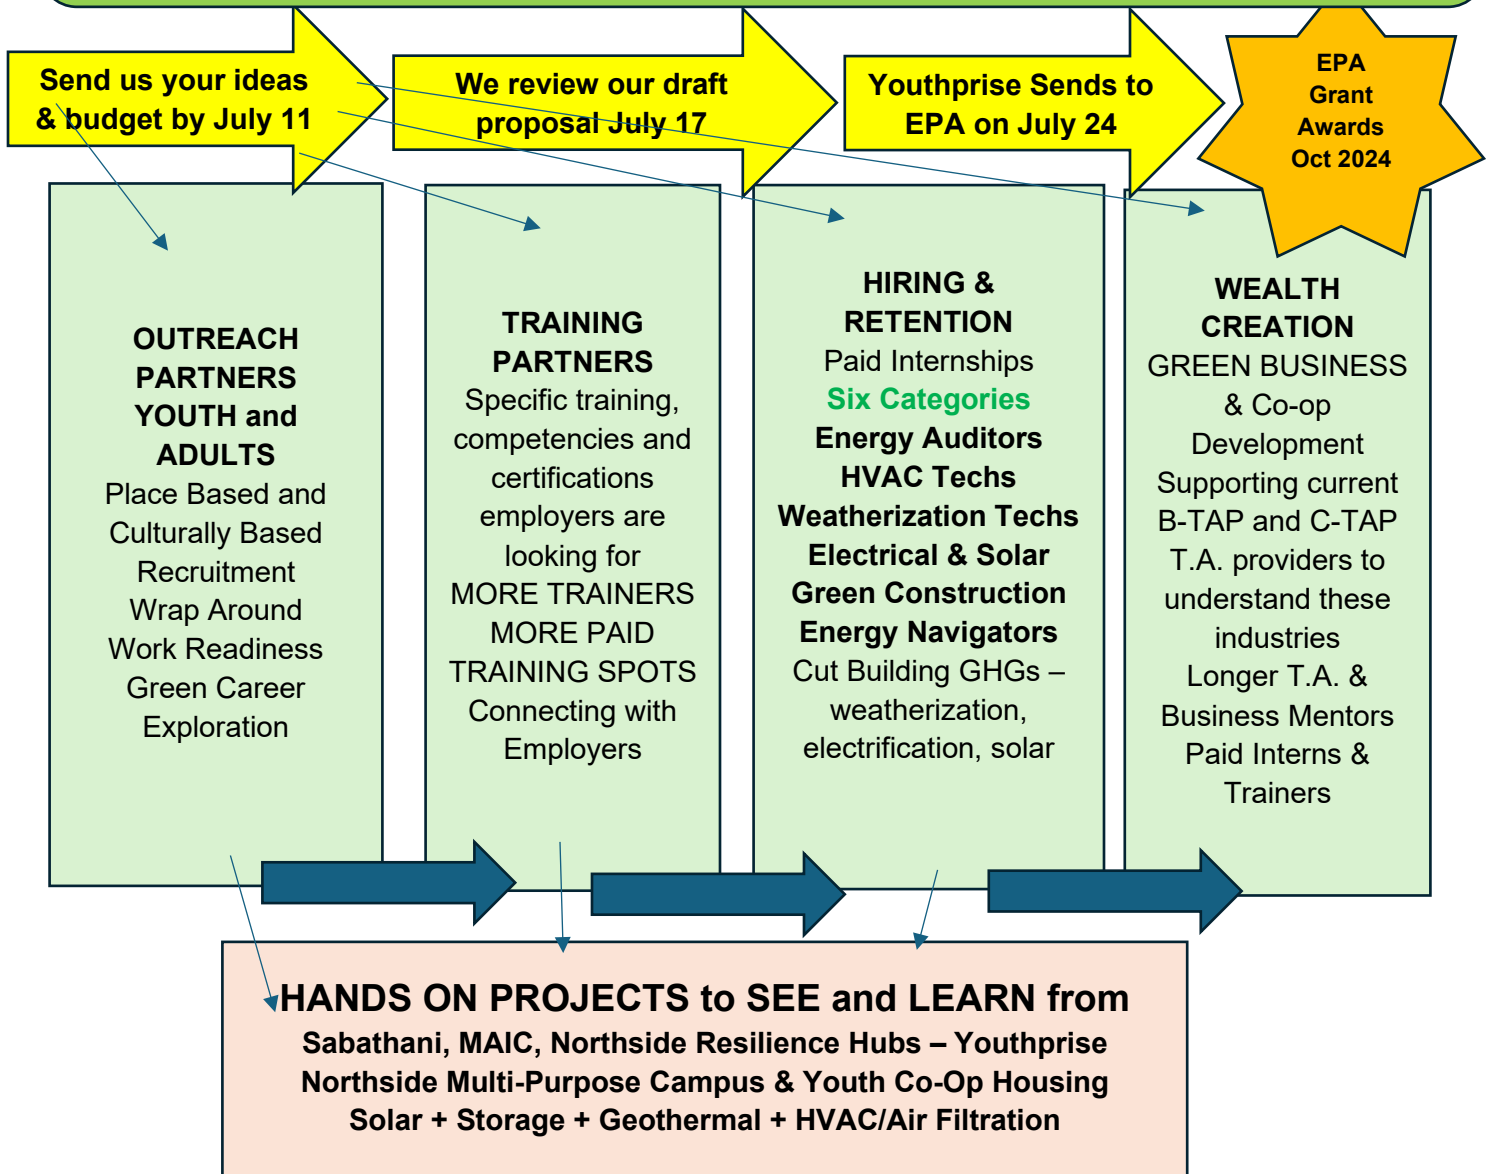 Send us your ideas
& budget by July 11
We review our draft
proposal July 17
Youthprise Sends to
EPA on July 24
EPA
Grant
Awards
Oct 2024
OUTREACH
PARTNERS
YOUTH and
ADULTS
Place Based and
Culturally Based
Recruitment
Wrap Around
Work Readiness
Green Career
Exploration
TRAINING
PARTNERS
Specific training,
competencies and
certifications
employers are
looking for
MORE TRAINERS
MORE PAID
TRAINING SPOTS
Connecting with
Employers
HIRING &
RETENTION
Paid Internships
Six Categories
Energy Auditors
HVAC Techs
Weatherization Techs
Electrical & Solar
Green Construction
Energy Navigators
Cut Building GHGs –
weatherization,
electrification, solar
WEALTH
CREATION
GREEN BUSINESS
& Co-op
Development
Supporting current
B-TAP and C-TAP
T.A. providers to
understand these
industries
Longer T.A. &
Business Mentors
Paid Interns &
Trainers
HANDS ON PROJECTS to SEE and LEARN from
Sabathani, MAIC, Northside Resilience Hubs – Youthprise
Northside Multi-Purpose Campus & Youth Co-Op Housing
Solar + Storage + Geothermal + HVAC/Air Filtration